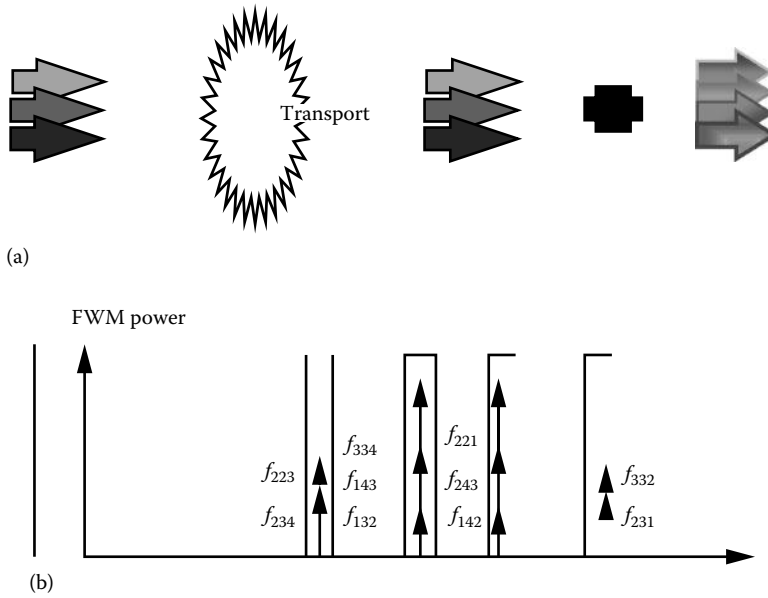 Transport
(a)
FWM power
f223
f234
f334
f143
f132
f221
f243
f142
f332
f231
(b)